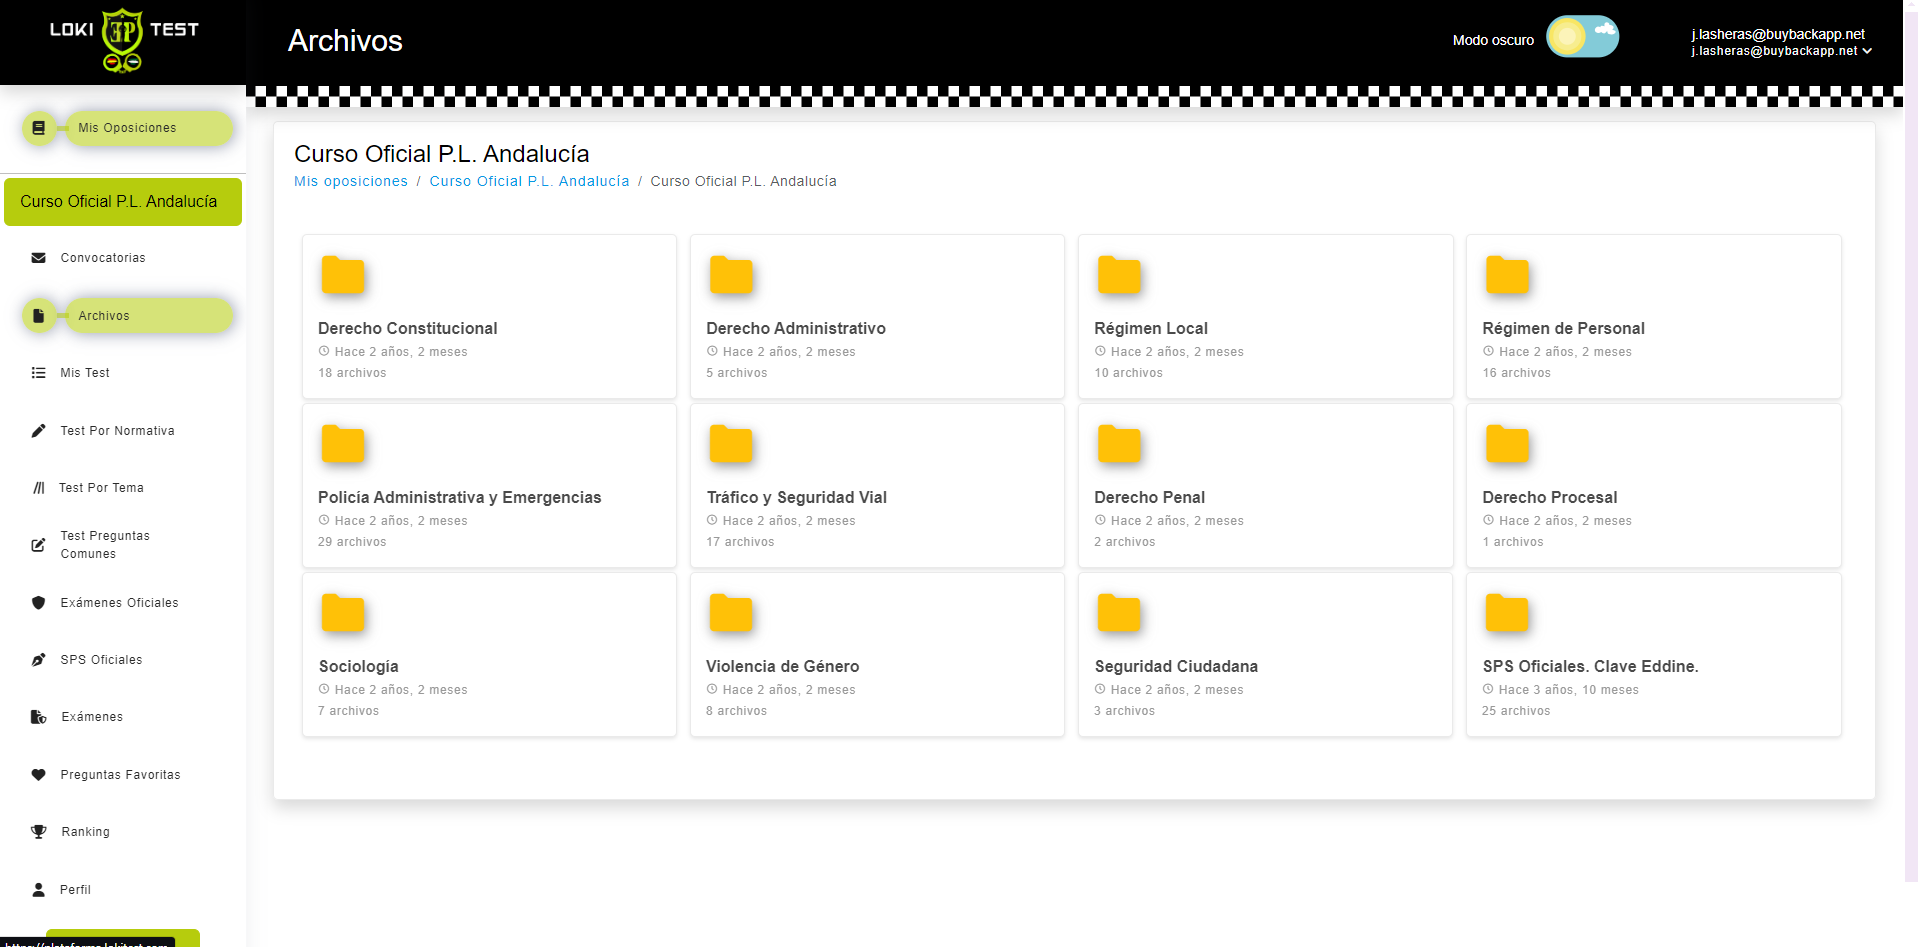 LOKI TEST
Archivos
Modo oscuro
j.lasheras@buybackapp.net
j.lasheras@buybackapp.net
Mis Oposiciones
Curso Oficial P.L. Andalucía
Convocatorias
Archivos
Mis Test
Test Por Normativa
Test Por Tema
Test Preguntas
Comunes
Exámenes Oficiales
SPS Oficiales
Exámenes
Preguntas Favoritas
Ranking
Perfil
Curso Oficial P.L. Andalucía
Mis oposiciones / Curso Oficial P.L. Andalucía / Curso Oficial P.L. Andalucía
Derecho Constitucional
Hace 2 años, 2 meses
18 archivos
Derecho Administrativo
Hace 2 años, 2 meses
5 archivos
Régimen Local
Hace 2 años, 2 meses
10 archivos
Régimen de Personal
Hace 2 años, 2 meses
16 archivos
Policía Administrativa y Emergencias
Hace 2 años, 2 meses
29 archivos
Tráfico y Seguridad Vial
Hace 2 años, 2 meses
17 archivos
Derecho Penal
Hace 2 años, 2 meses
2 archivos
Derecho Procesal
Hace 2 años, 2 meses
1 archivos
Sociología
Hace 2 años, 2 meses
7 archivos
Violencia de Género
Hace 2 años, 2 meses
8 archivos
Seguridad Ciudadana
Hace 2 años, 2 meses
3 archivos
SPS Oficiales. Clave Eddine.
Hace 3 años, 10 meses
25 archivos